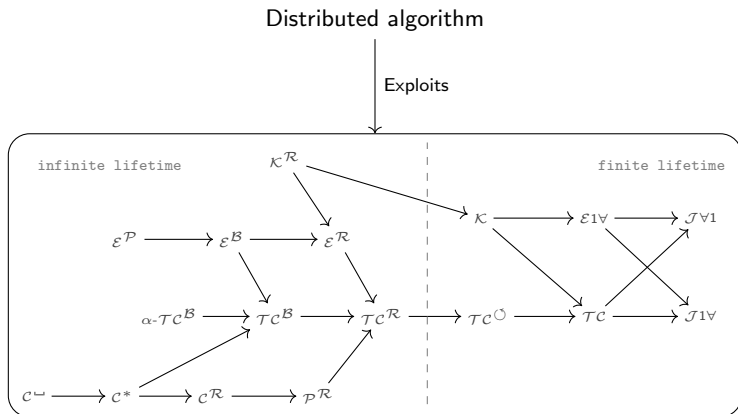 Distributed algorithm
Exploits
infinite lifetime
finite lifetime
𝒦^ℛ
𝒦 ℰ1∀ 𝒥∀1
ℰ^𝒫 ℰ^ℬ ℰ^ℛ
α-𝒯𝒞^ℬ 𝒯𝒞^ℬ 𝒯𝒞^ℛ 𝒯𝒞^↺ 𝒯𝒞 𝒥1∀
𝒞^⎵ 𝒞* 𝒞^ℛ 𝒫^ℛ